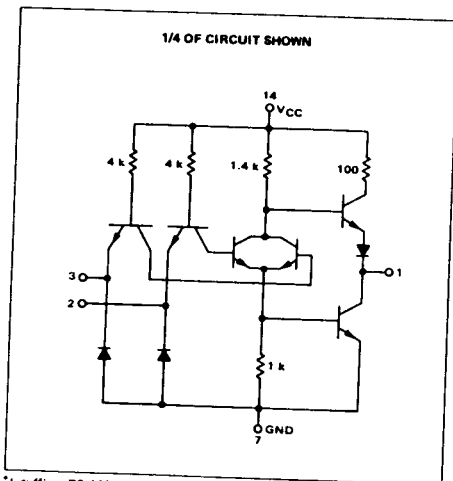 1/4 OF CIRCUIT SHOWN
14
VCC
4 k
4 k
1.4 k
100
3
2
1
1 k
GND
7